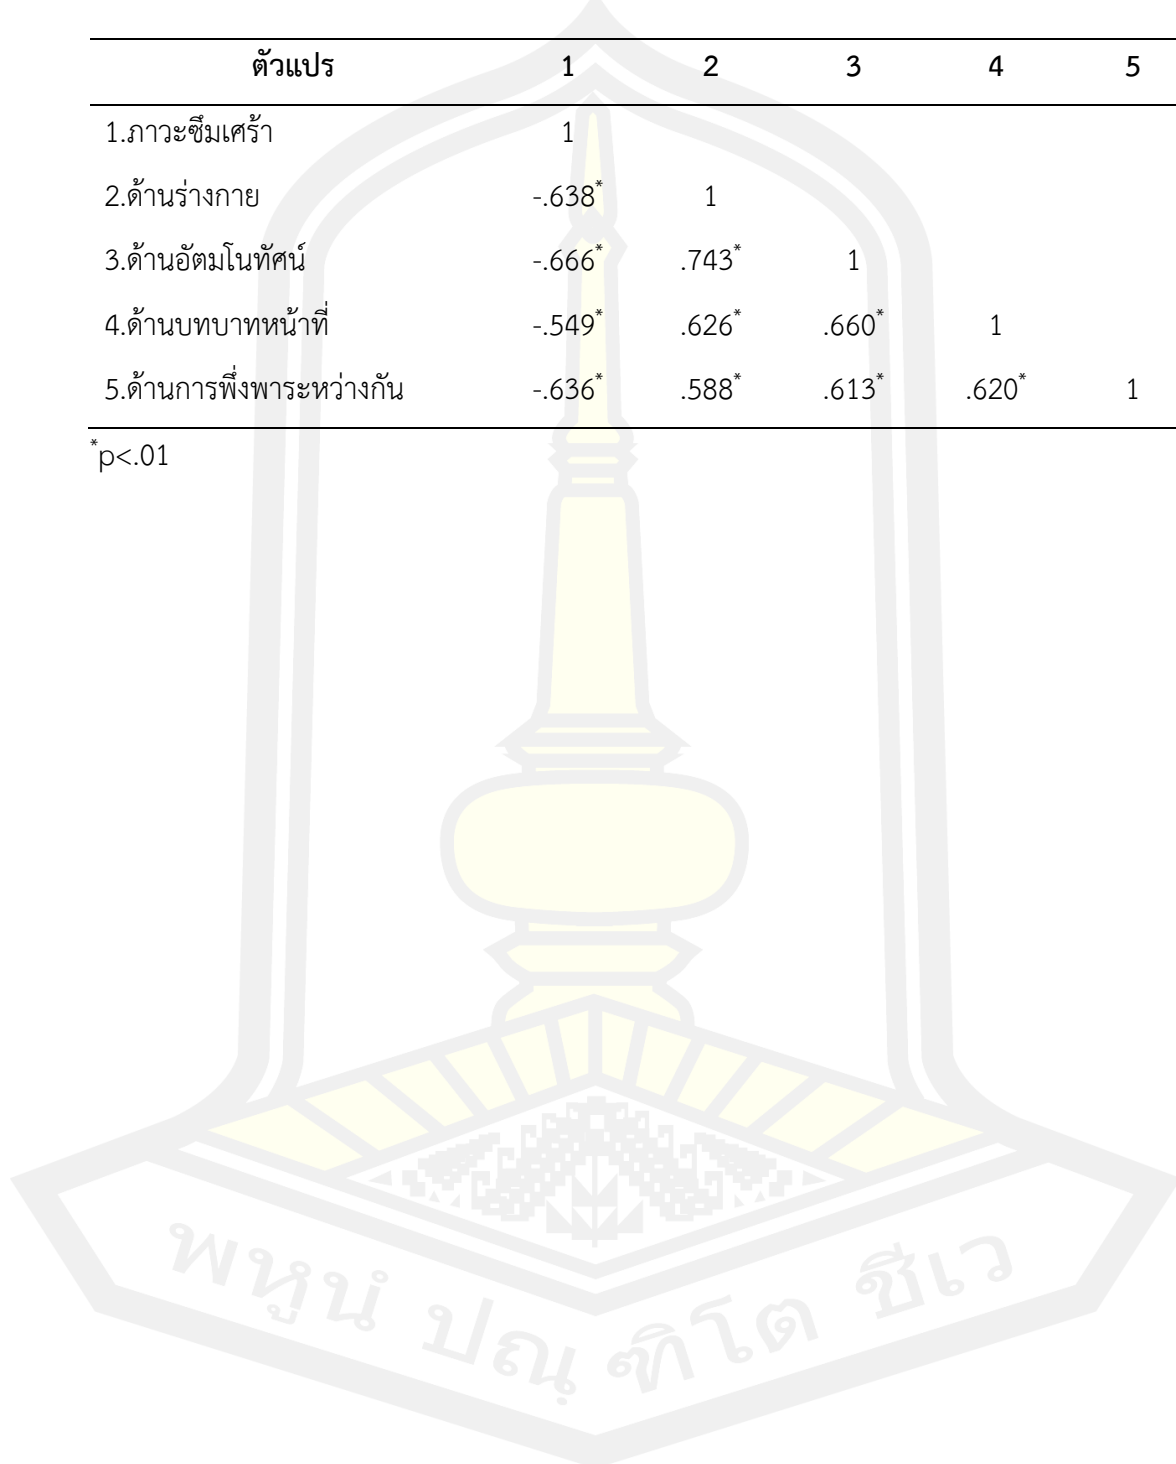 ตัวแปร 1 2 3 4 5
1.ภาวะซึมเศร้า 1
2.ด้านร่างกาย -.638* 1
3.ด้านอัตมโนทัศน์ -.666* .743* 1
4.ด้านบทบาทหน้าที่ -.549* .626* .660* 1
5.ด้านการพึ่งพาระหว่างกัน -.636* .588* .613* .620* 1
*p<.01
พหูนํ ปณฺฑิโต ชีเว